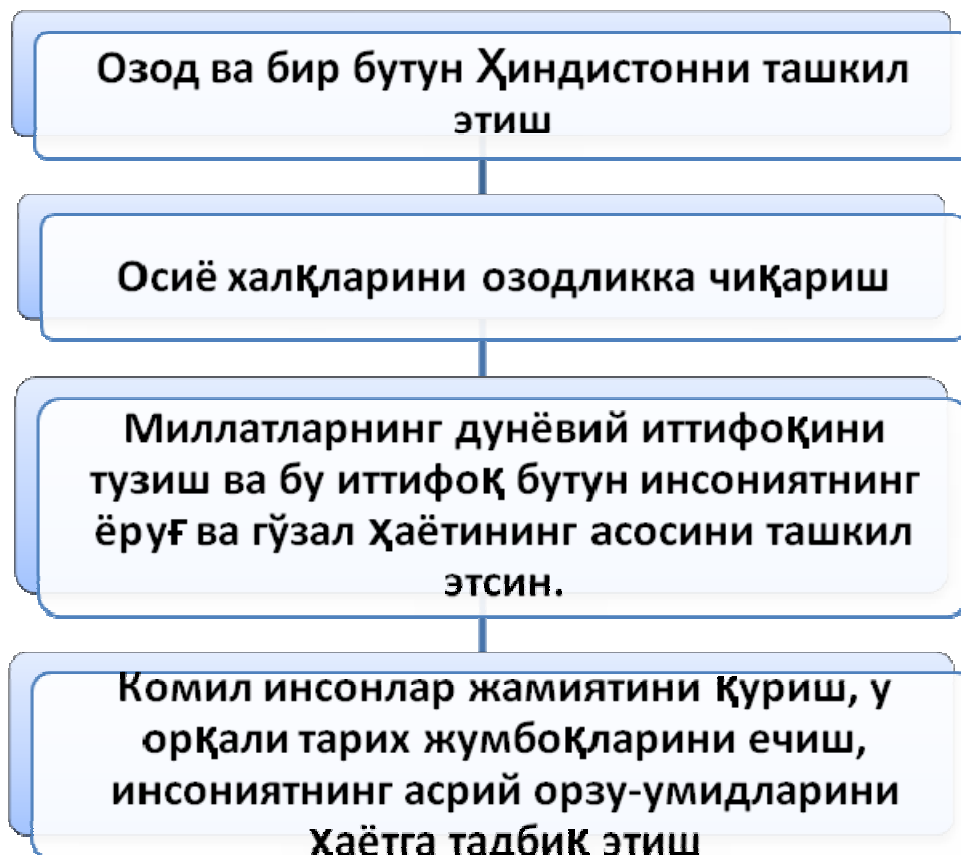 Озод ва бир бутун Ҳиндистонни ташкил
этиш
Осиё халқларини озодликка чиқариш
Миллатларнинг дунёвий иттифоқини
тузиш ва бу иттифоқ бутун инсониятнинг
ёруғ ва гўзал ҳаётининг асосини ташкил
этсин.
Комил инсонлар жамиятини қуриш, у
орқали тарих жумбоқларини ечиш,
инсониятнинг асрий орзу-умидларини
ҳаётга тадбиқ этиш